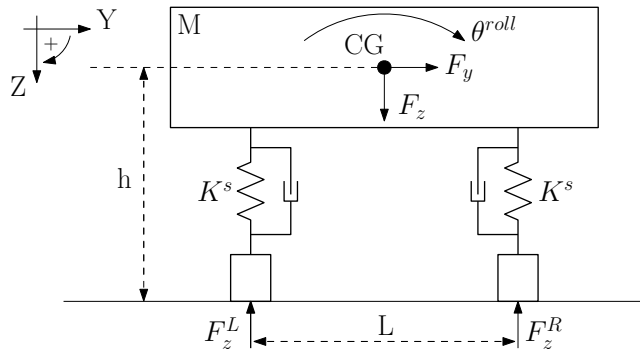 Y
+
Z
M
θ^{roll}
CG
F_y
F_z
h
K^s
K^s
F_z^L
L
F_z^R